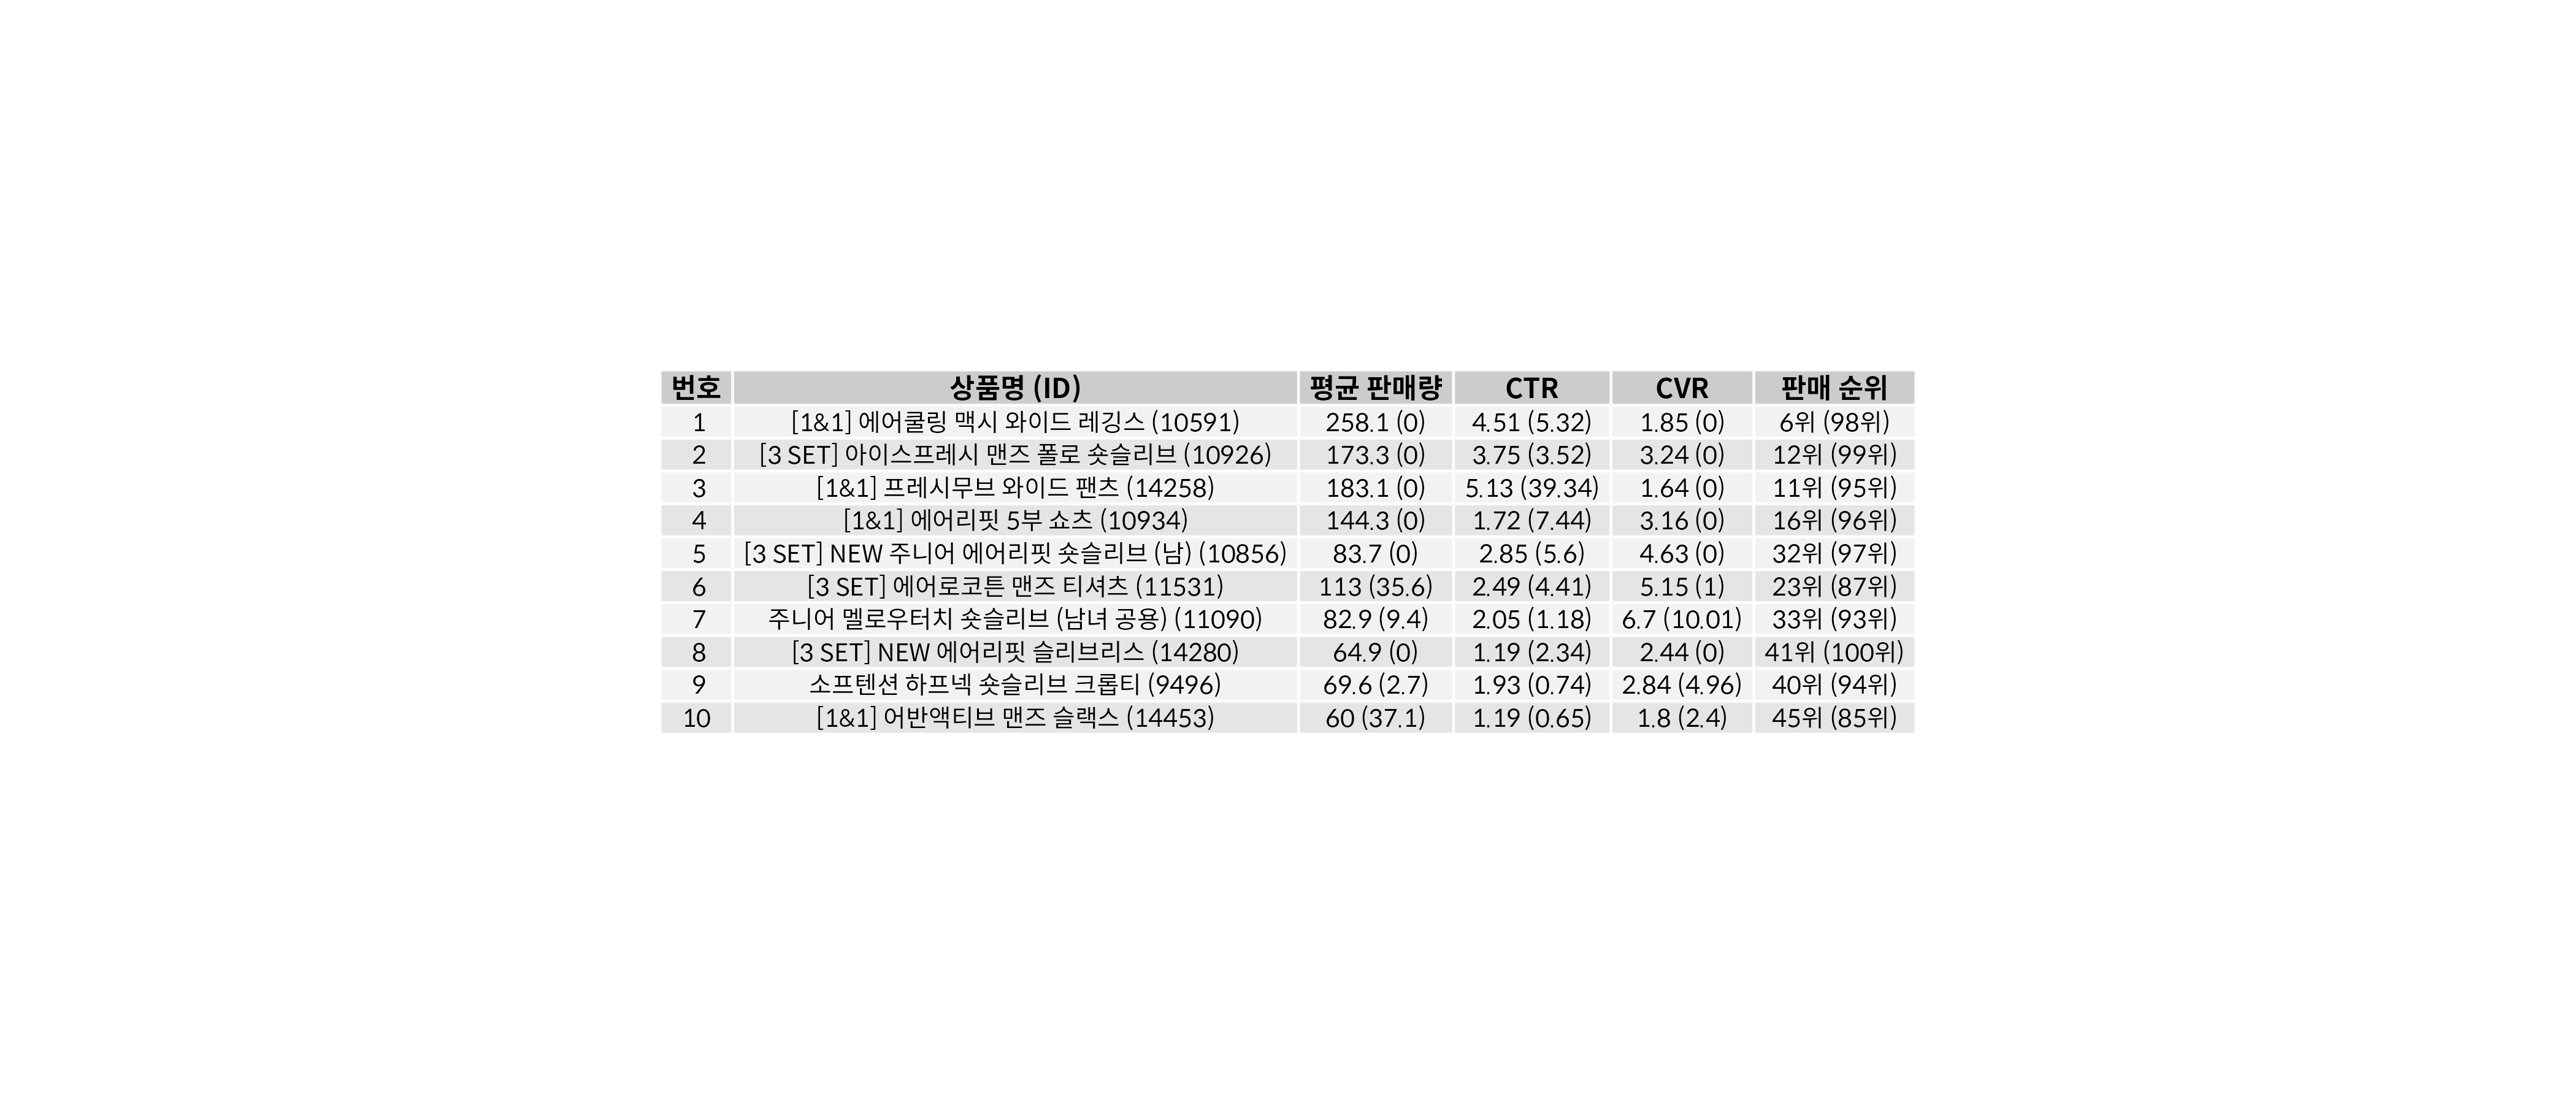 번호 상품명 (ID) 평균 판매량 CTR CVR 판매 순위
1 [1&1] 에어쿨링 맥시 와이드 레깅스 (10591) 258.1 (0) 4.51 (5.32) 1.85 (0) 6위 (98위)
2 [3 SET] 아이스프레시 맨즈 폴로 숏슬리브 (10926) 173.3 (0) 3.75 (3.52) 3.24 (0) 12위 (99위)
3 [1&1] 프레시무브 와이드 팬츠 (14258) 183.1 (0) 5.13 (39.34) 1.64 (0) 11위 (95위)
4 [1&1] 에어리핏 5부 쇼츠 (10934) 144.3 (0) 1.72 (7.44) 3.16 (0) 16위 (96위)
5 [3 SET] NEW 주니어 에어리핏 숏슬리브 (남) (10856) 83.7 (0) 2.85 (5.6) 4.63 (0) 32위 (97위)
6 [3 SET] 에어로코튼 맨즈 티셔츠 (11531) 113 (35.6) 2.49 (4.41) 5.15 (1) 23위 (87위)
7 주니어 멜로우터치 숏슬리브 (남녀 공용) (11090) 82.9 (9.4) 2.05 (1.18) 6.7 (10.01) 33위 (93위)
8 [3 SET] NEW 에어리핏 슬리브리스 (14280) 64.9 (0) 1.19 (2.34) 2.44 (0) 41위 (100위)
9 소프텐션 하프넥 숏슬리브 크롭티 (9496) 69.6 (2.7) 1.93 (0.74) 2.84 (4.96) 40위 (94위)
10 [1&1] 어반액티브 맨즈 슬랙스 (14453) 60 (37.1) 1.19 (0.65) 1.8 (2.4) 45위 (85위)